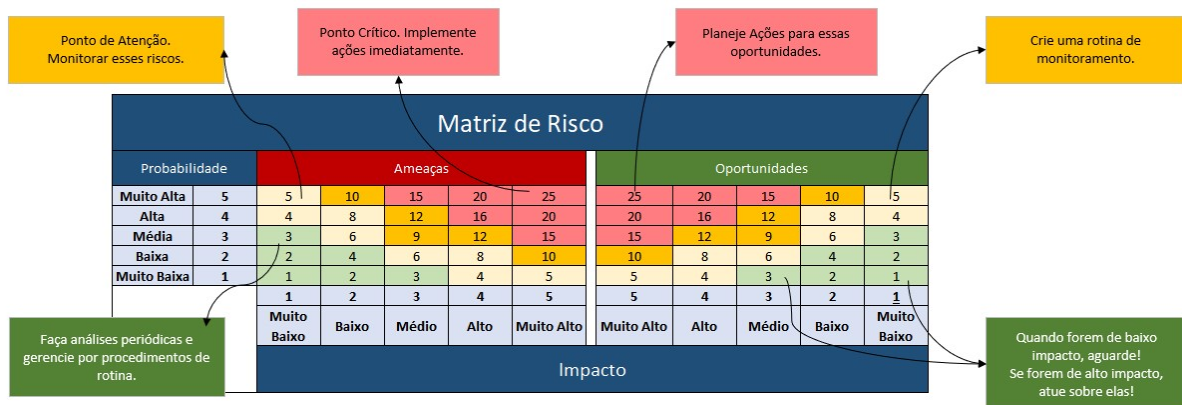 Ponto de Atenção.
Monitorar esses riscos.
Ponto Crítico. Implemente
ações imediatamente.
Planeje Ações para essas
oportunidades.
Crie uma rotina de
monitoramento.
Matriz de Risco
Probabilidade Ameaças Oportunidades
Muito Alta 5 5 10 15 20 25 25 20 15 10 5
Alta 4 4 8 12 16 20 20 16 12 8 4
Média 3 3 6 9 12 15 15 12 9 6 3
Baixa 2 2 4 6 8 10 10 8 6 4 2
Muito Baixa 1 1 2 3 4 5 5 4 3 2 1
1 2 3 4 5 5 4 3 2 1
Muito Baixo Baixo Médio Alto Muito Alto Muito Alto Alto Médio Baixo Muito Baixo
Impacto
Faça análises periódicas e
gerencie por procedimentos de
rotina.
Quando forem de baixo
impacto, aguarde!
Se forem de alto impacto,
atue sobre elas!